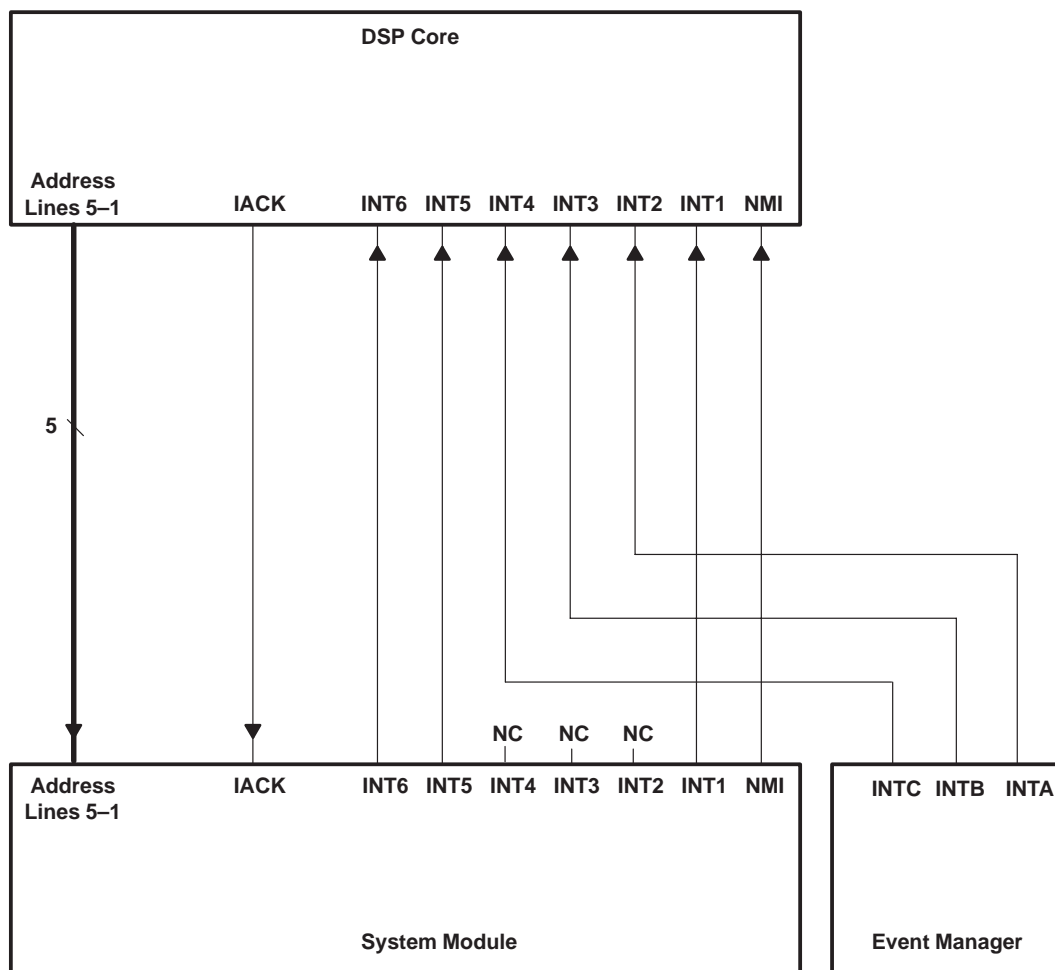 DSP Core
Address
Lines 5–1
IACK
INT6
INT5
INT4
INT3
INT2
INT1
NMI
5
NC
NC
NC
Address
Lines 5–1
IACK
INT6
INT5
INT4
INT3
INT2
INT1
NMI
INTC
INTB
INTA
System Module
Event Manager